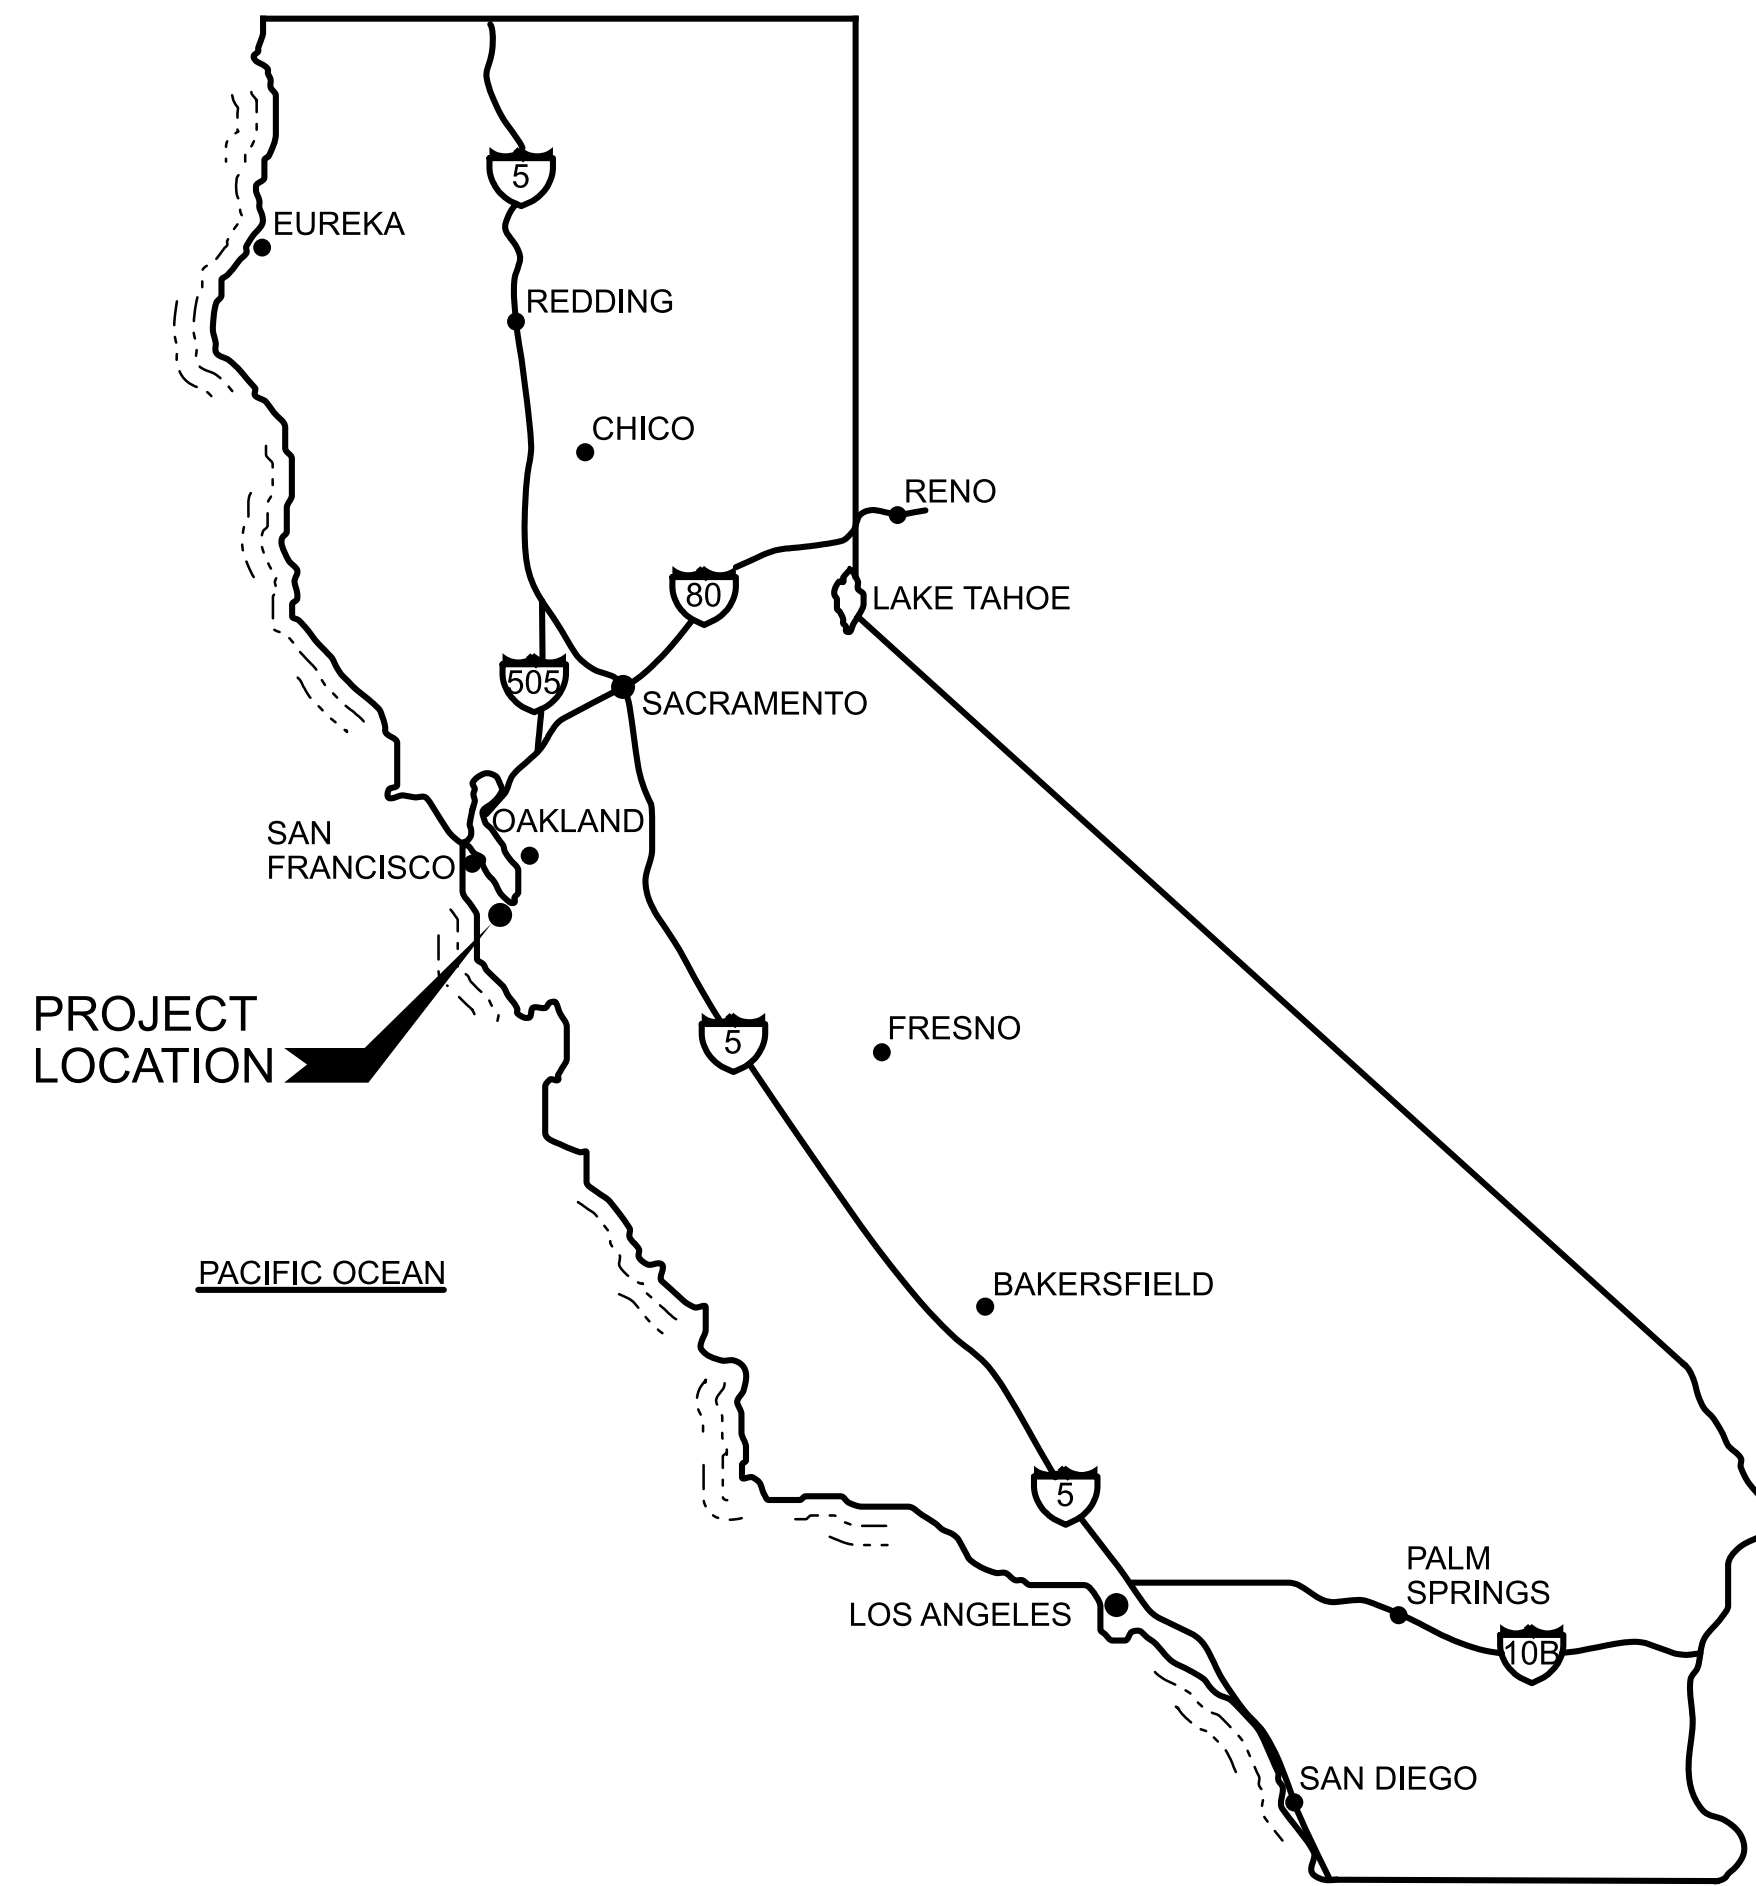 5
EUREKA
REDDING
CHICO
RENO
80
LAKE TAHOE
505
SACRAMENTO
OAKLAND
SAN
FRANCISCO
PROJECT
LOCATION
5
FRESNO
PACIFIC OCEAN
BAKERSFIELD
5
PALM
SPRINGS
LOS ANGELES
10B
SAN DIEGO